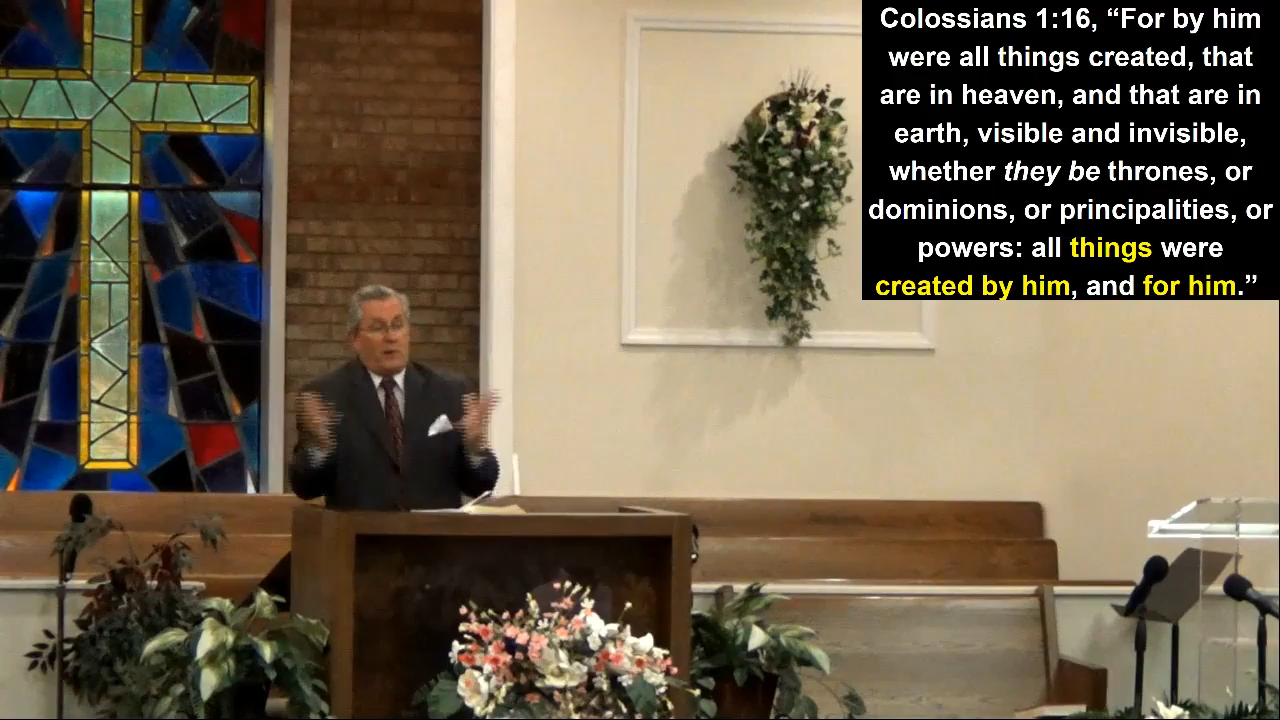 Colossians 1:16, “For by him
were all things created, that
are in heaven, and that are in
earth, visible and invisible,
whether they be thrones, or
dominions, or principalities, or
powers: all things were
created by him, and for him.”